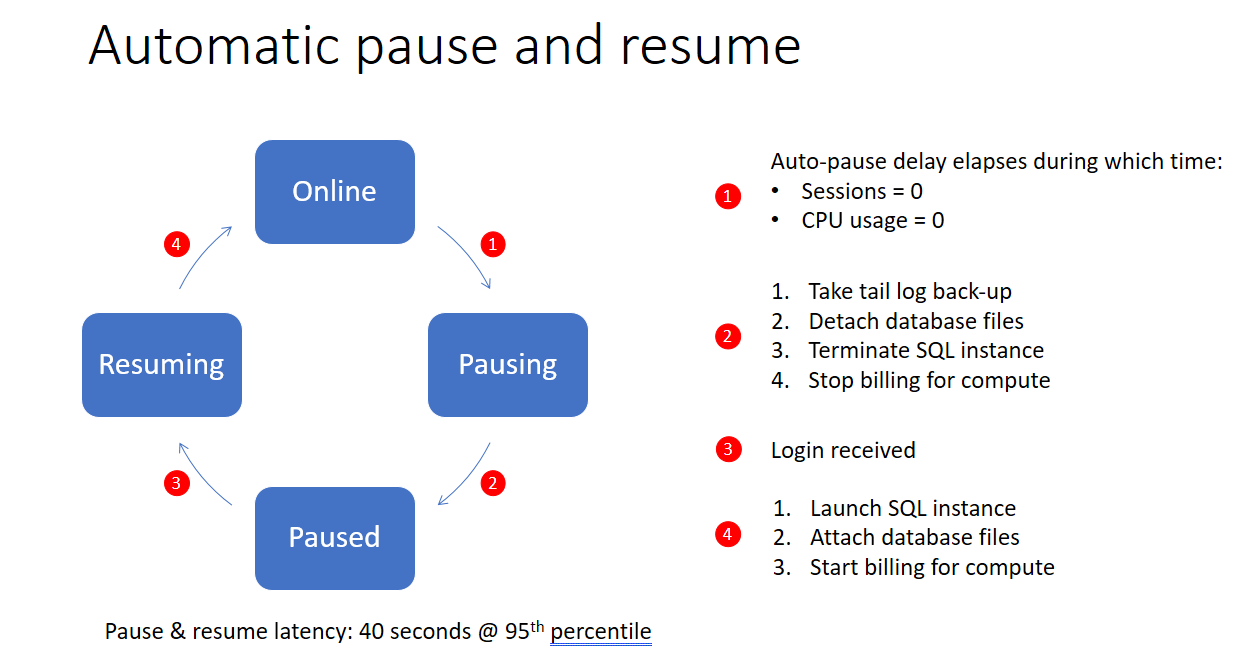 Automatic pause and resume
Online
4
1
Resuming
Pausing
3
2
Paused
Pause & resume latency: 40 seconds @ 95th percentile
1
Auto-pause delay elapses during which time:
• Sessions = 0
• CPU usage = 0
2
1. Take tail log back-up
2. Detach database files
3. Terminate SQL instance
4. Stop billing for compute
3
Login received
4
1. Launch SQL instance
2. Attach database files
3. Start billing for compute